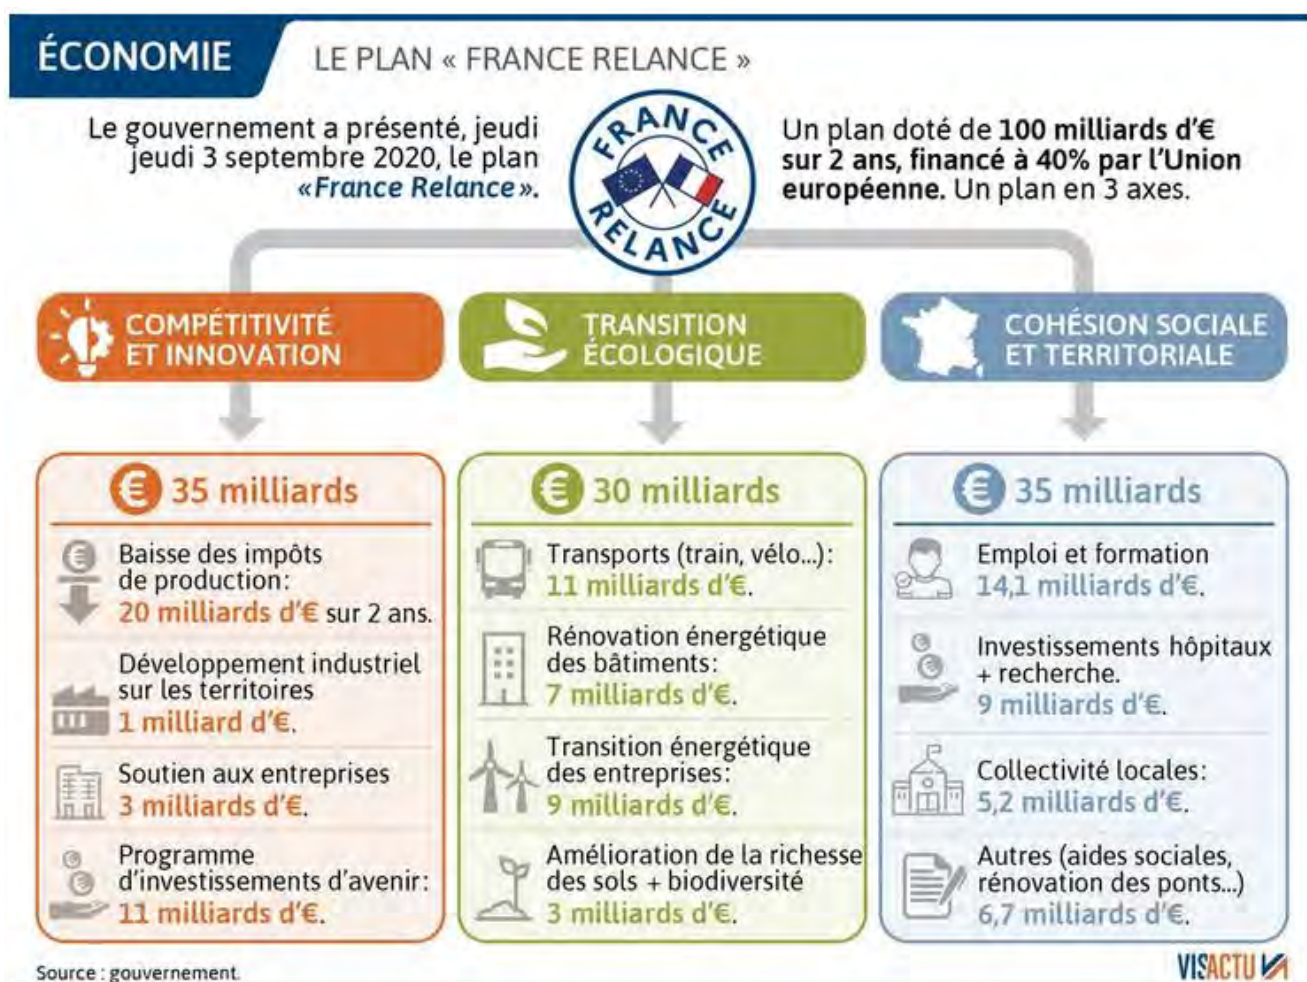 ÉCONOMIE
LE PLAN « FRANCE RELANCE »
Le gouvernement a présenté, jeudi
jeudi 3 septembre 2020, le plan
«France Relance».
FRANCE
RELANCE
Un plan doté de 100 milliards d'€
sur 2 ans, financé à 40% par l'Union
européenne. Un plan en 3 axes.
COMPÉTITIVITÉ
ET INNOVATION
€ 35 milliards
Baisse des impôts
de production:
20 milliards d'€ sur 2 ans.
Développement industriel
sur les territoires
1 milliard d'€.
Soutien aux entreprises
3 milliards d'€.
Programme
d'investissements d'avenir:
11 milliards d'€.
TRANSITION
ÉCOLOGIQUE
€ 30 milliards
Transports (train, vélo...):
11 milliards d'€.
Rénovation énergétique
des bâtiments:
7 milliards d'€.
Transition énergétique
des entreprises:
9 milliards d'€.
Amélioration de la richesse
des sols + biodiversité
3 milliards d'€.
COHÉSION SOCIALE
ET TERRITORIALE
€ 35 milliards
Emploi et formation
14,1 milliards d'€.
Investissements hôpitaux
+ recherche.
9 milliards d'€.
Collectivité locales:
5,2 milliards d'€.
Autres (aides sociales,
rénovation des ponts...)
6,7 milliards d'€.
Source : gouvernement.
VISACTU